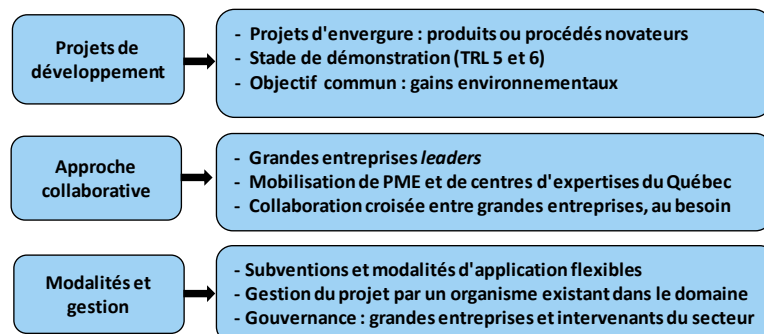 Projets de
développement
- Projets d'envergure : produits ou procédés novateurs
- Stade de démonstration (TRL 5 et 6)
- Objectif commun : gains environnementaux
Approche
collaborative
- Grandes entreprises leaders
- Mobilisation de PME et de centres d'expertises du Québec
- Collaboration croisée entre grandes entreprises, au besoin
Modalités et
gestion
- Subventions et modalités d'application flexibles
- Gestion du projet par un organisme existant dans le domaine
- Gouvernance : grandes entreprises et intervenants du secteur